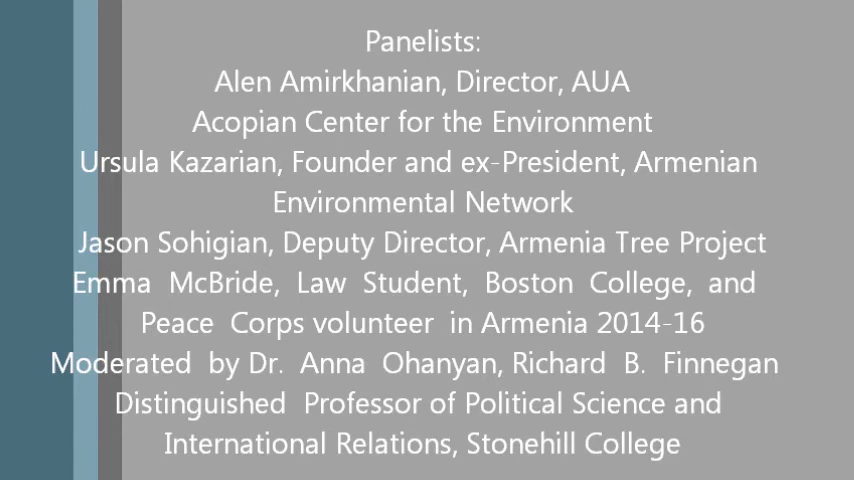 Panelists:
Alen Amirkhanian, Director, AUA
Acopian Center for the Environment
Ursula Kazarian, Founder and ex-President, Armenian
Environmental Network
Jason Sohigian, Deputy Director, Armenia Tree Project
Emma McBride, Law Student, Boston College, and
Peace Corps volunteer in Armenia 2014-16
Moderated by Dr. Anna Ohanyan, Richard B. Finnegan
Distinguished Professor of Political Science and
International Relations, Stonehill College